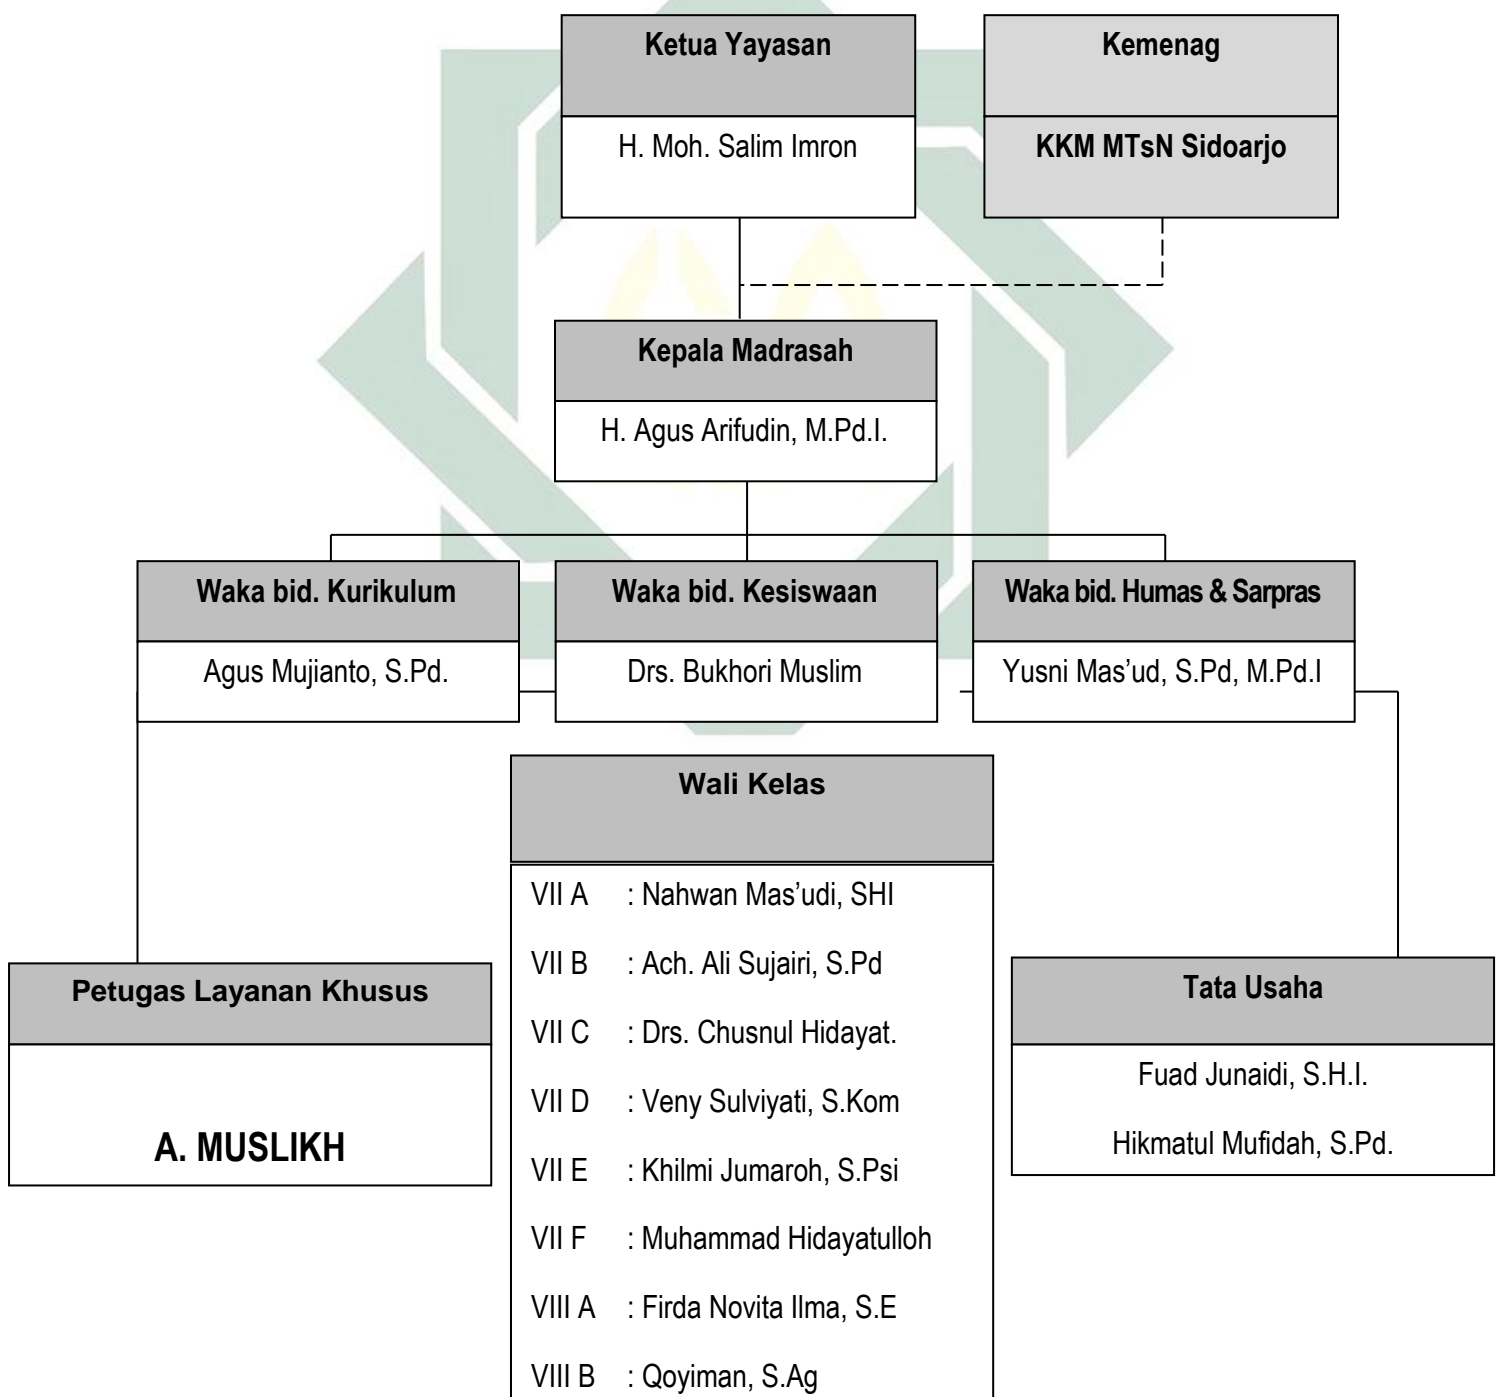 Ketua Yayasan
H. Moh. Salim Imron
Kemenag
KKM MTsN Sidoarjo
Kepala Madrasah
H. Agus Arifudin, M.Pd.I.
Waka bid. Kurikulum
Agus Mujianto, S.Pd.
Waka bid. Kesiswaan
Drs. Bukhori Muslim
Waka bid. Humas & Sarpras
Yusni Mas’ud, S.Pd, M.Pd.I
Wali Kelas
VII A : Nahwan Mas’udi, SHI
VII B : Ach. Ali Sujairi, S.Pd
VII C : Drs. Chusnul Hidayat.
VII D : Veny Sulviyati, S.Kom
VII E : Khilmi Jumaroh, S.Psi
VII F : Muhammad Hidayatulloh
VIII A : Firda Novita Ilma, S.E
VIII B : Qoyiman, S.Ag
Petugas Layanan Khusus
A. MUSLIKH
Tata Usaha
Fuad Junaidi, S.H.I.
Hikmatul Mufidah, S.Pd.